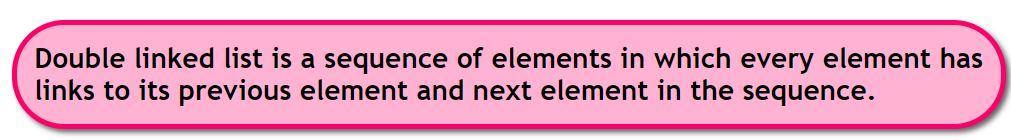 Double linked list is a sequence of elements in which every element has
links to its previous element and next element in the sequence.